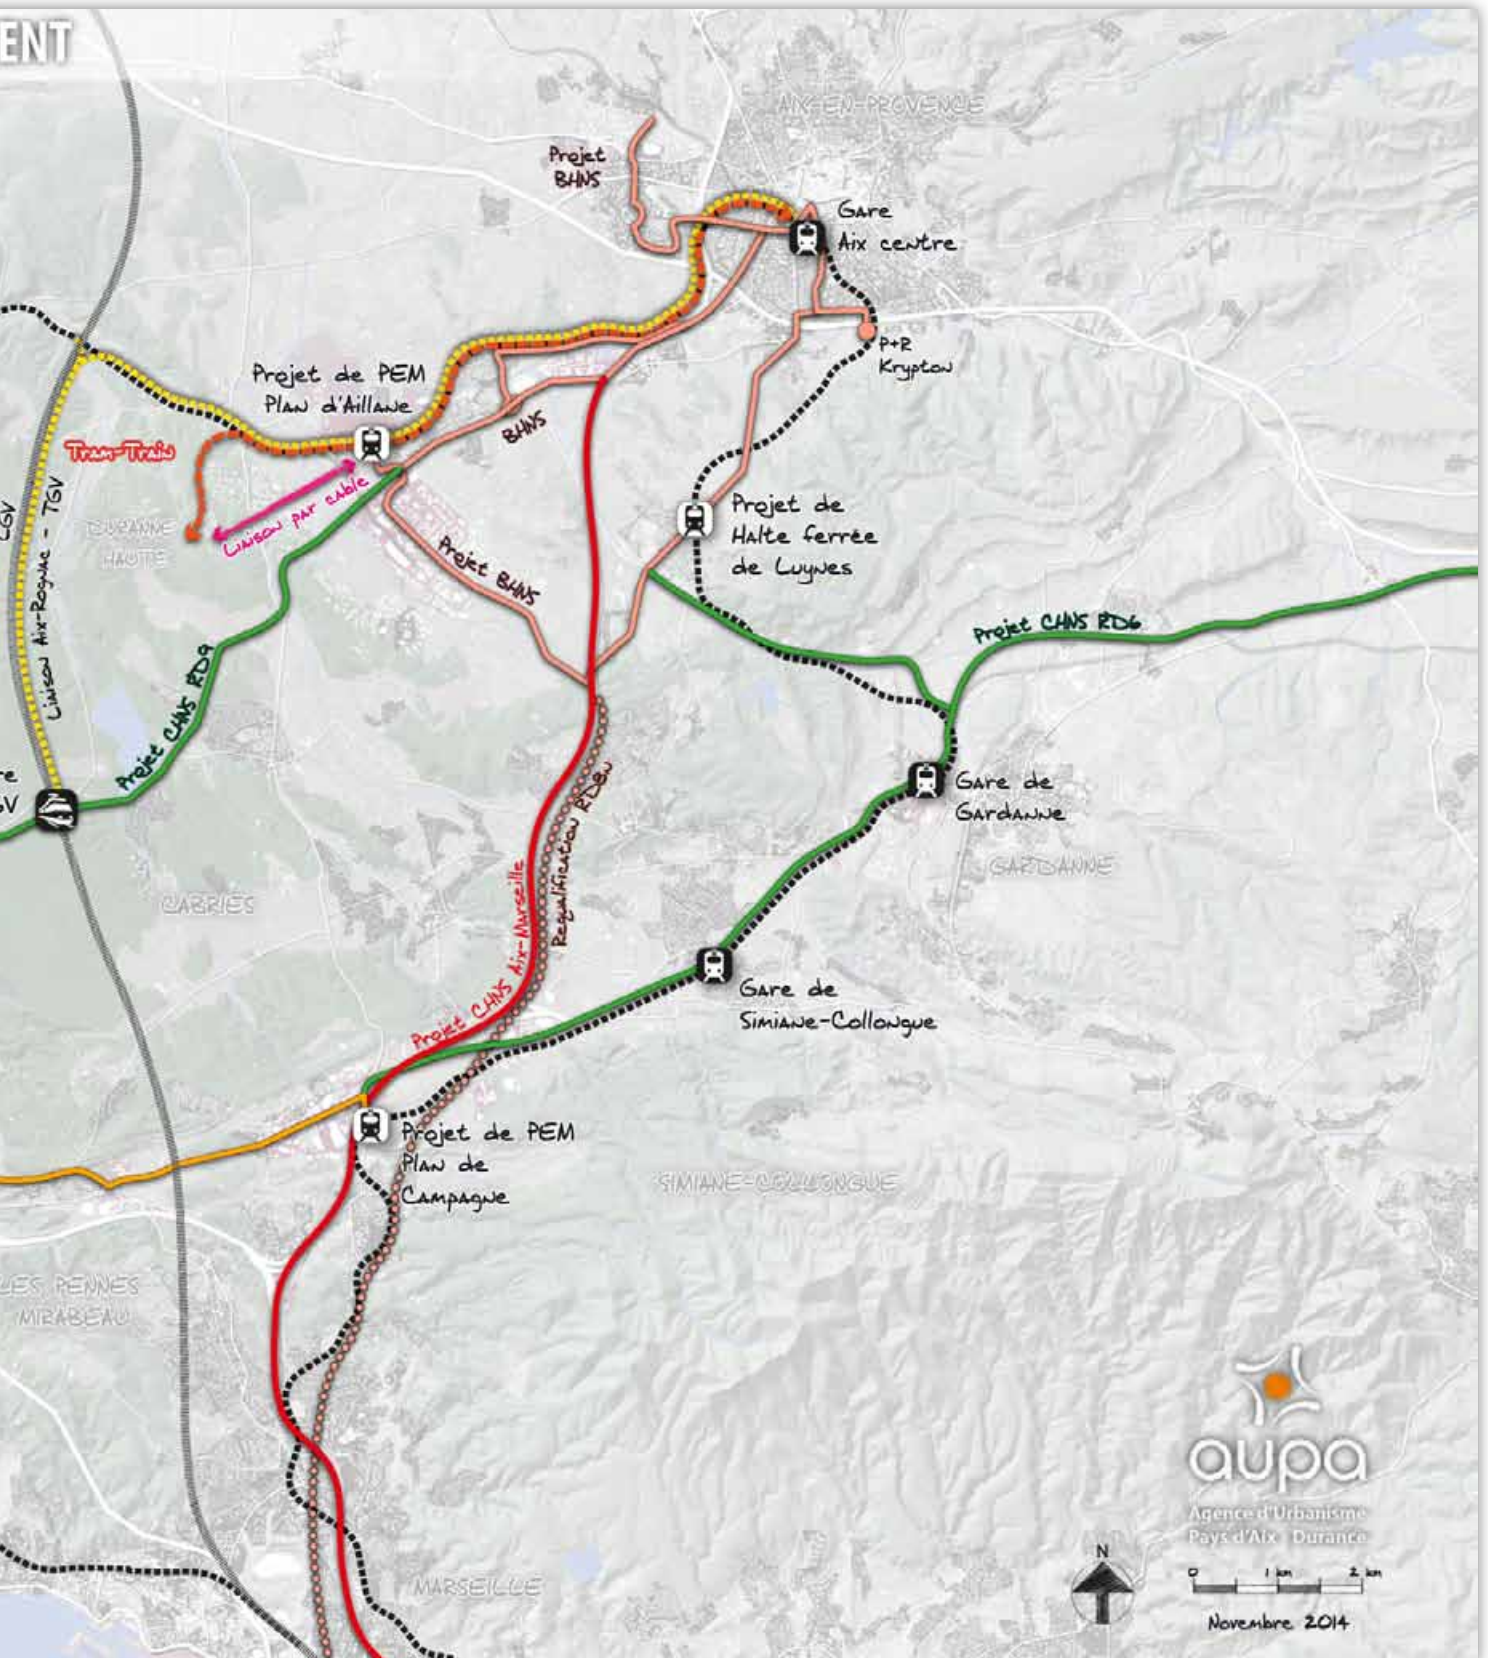 ENT
AIX-EN-PROVENCE
Projet
BHNS
Gare
Aix centre
P+R
Krypton
Projet de PEM
Plan d'Aillane
Tram-Train
BHNS
Liaison par cable
LGV
Liaison Aix-Rognac - TGV
DURANNE
HAUTE
Projet de
Halte ferrée
de Luynes
Projet BHNS
Projet CHNS RD6
Projet CHNS RD9
Requalification RD8n
Gare de
Gardanne
GARDANNE
CABRIES
Projet CHNS Aix-Marseille
Gare de
Simiane-Collongue
Projet de PEM
Plan de
Campagne
SIMIANE-COLLONGUE
LES PENNES
MIRABEAU
aupa
Agence d'Urbanisme
Pays d'Aix - Durance
MARSEILLE
N
0 1 km 2 km
Novembre 2014